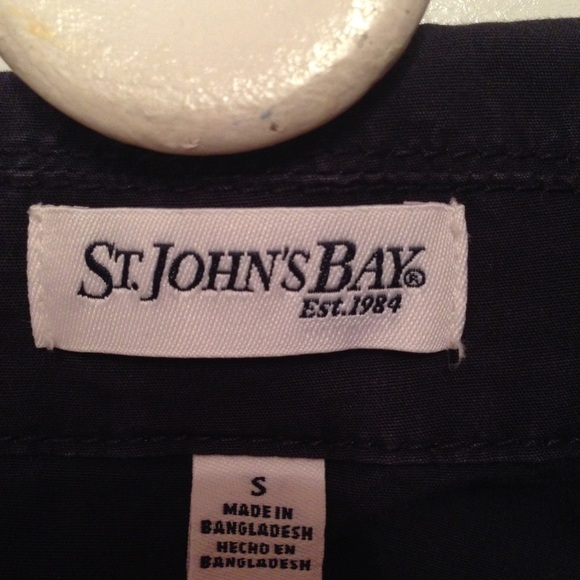 ST. JOHN'S BAY®
EST. 1984
S
MADE IN
BANGLADESH
HECHO EN
BANGLADESH